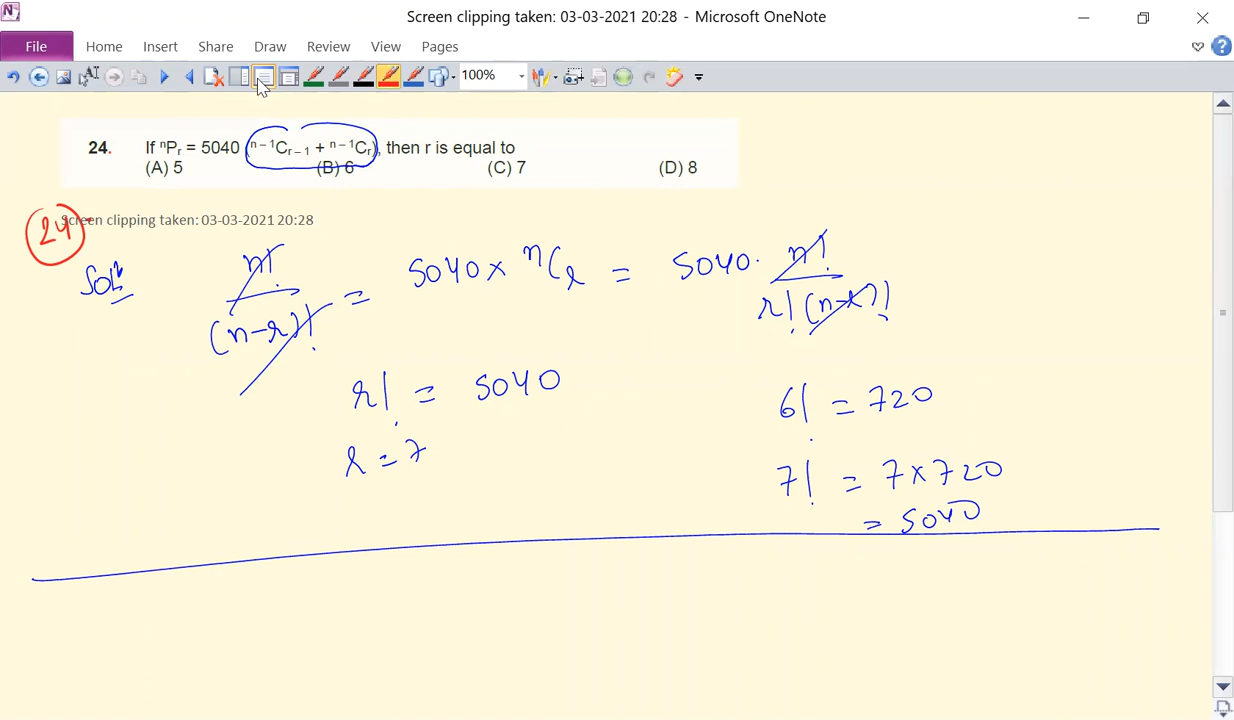 Screen clipping taken: 03-03-2021 20:28 - Microsoft OneNote
File Home Insert Share Draw Review View Pages
100%
24. If ⁿPᵣ = 5040 (ⁿ⁻¹Cᵣ₋₁ + ⁿ⁻¹Cᵣ), then r is equal to
(A) 5 (B) 6 (C) 7 (D) 8
Screen clipping taken: 03-03-2021 20:28
24
Solⁿ
n!/(n-r)! = 5040 × ⁿCᵣ = 5040 · n!/r!(n-r)!
r! = 5040
r = 7
6! = 720
7! = 7×720
= 5040